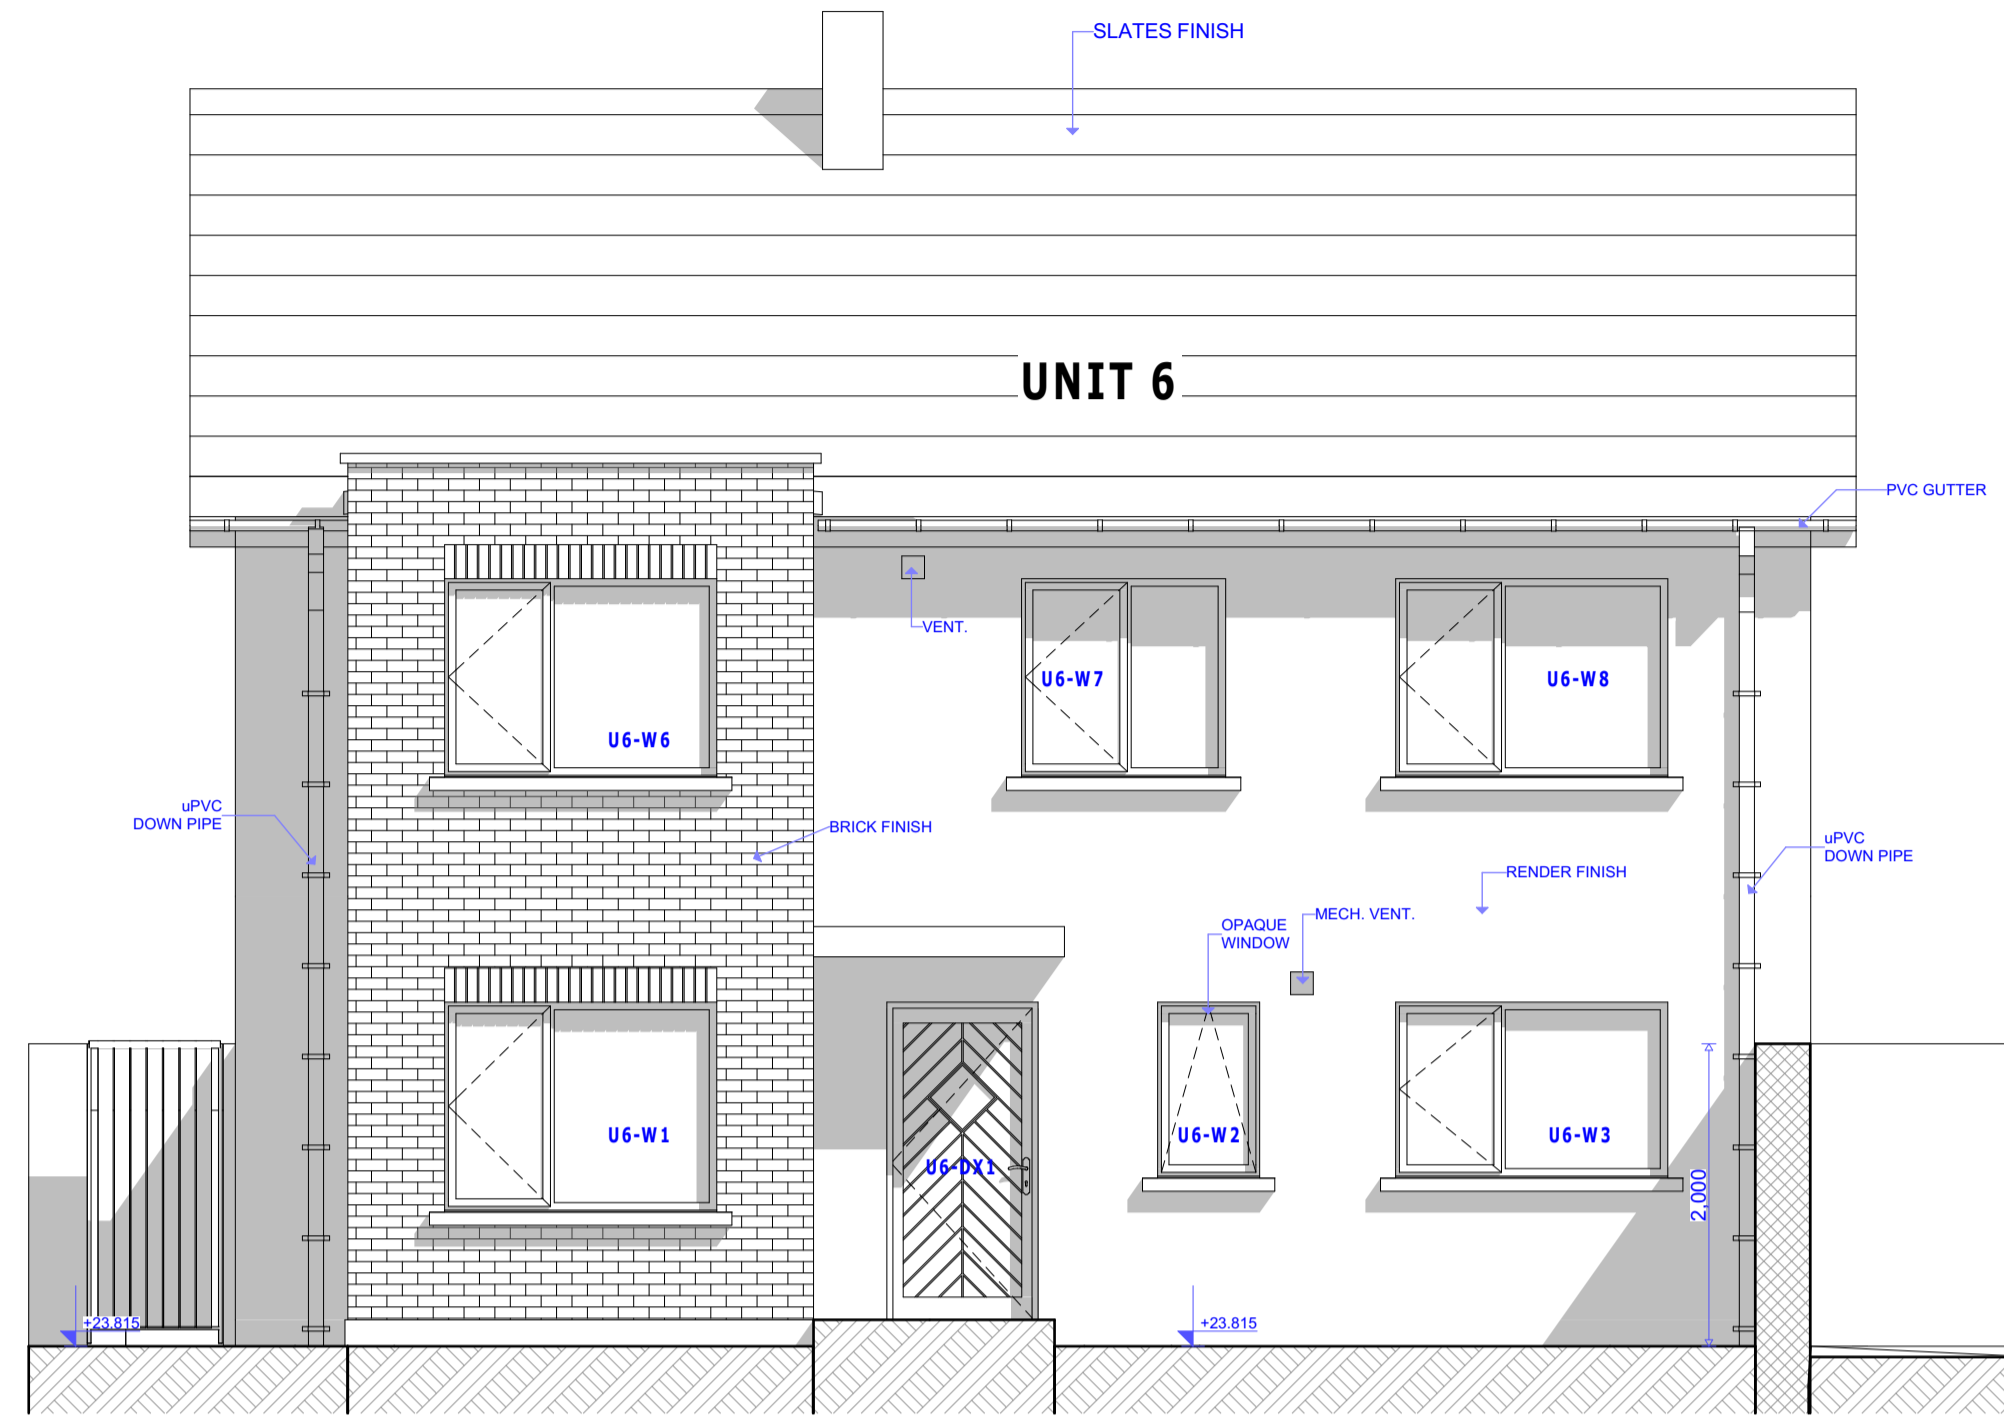 SLATES FINISH
UNIT 6
PVC GUTTER
VENT.
U6-W7
U6-W8
U6-W6
uPVC
DOWN PIPE
BRICK FINISH
uPVC
DOWN PIPE
RENDER FINISH
MECH. VENT.
OPAQUE
WINDOW
U6-W1
U6-W2
U6-W3
U6-DX1
2,000
+23.815
+23.815